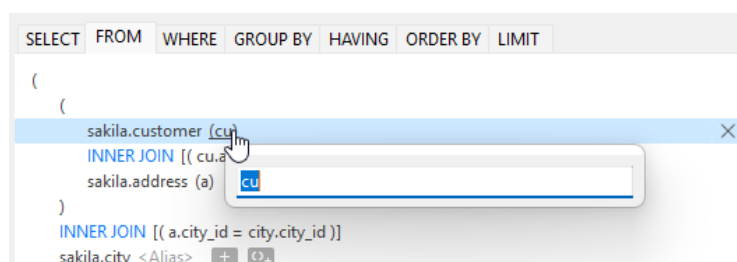 SELECT FROM WHERE GROUP BY HAVING ORDER BY LIMIT
(
(
sakila.customer (cu)
INNER JOIN [( cu.a
sakila.address (a)
cu
)
INNER JOIN [( a.city_id = city.city_id )]
sakila.city <Alias>